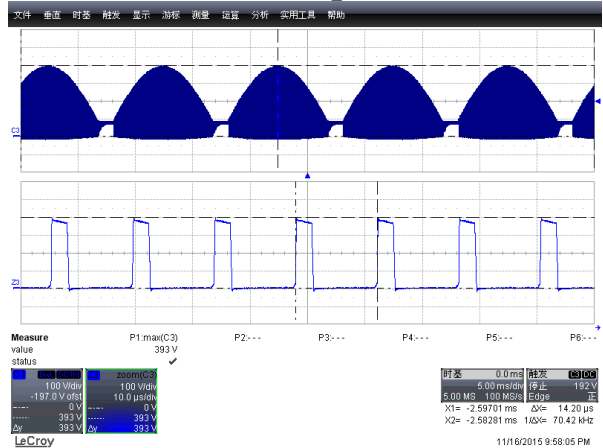 文件 垂直 时基 触发 显示 游标 测量 运算 分析 实用工具 帮助
C3
Z3
Measure P1:max(C3) P2:- - - P3:- - - P4:- - - P5:- - - P6:- - -
value 393 V
status ✔
zoom(C3)
100 V/div 100 V/div
-197.0 V ofst 10.0 µs/div
0 V 0 V
393 V 393 V
Δy 393 V Δy 393 V
时基 0.0 ms 触发 C3 DC
5.00 ms/div 停止 192 V
5.00 MS 100 MS/s Edge 正
X1= -2.59701 ms ΔX= 14.20 µs
X2= -2.58281 ms 1/ΔX= 70.42 kHz
LeCroy 11/16/2015 9:58:05 PM